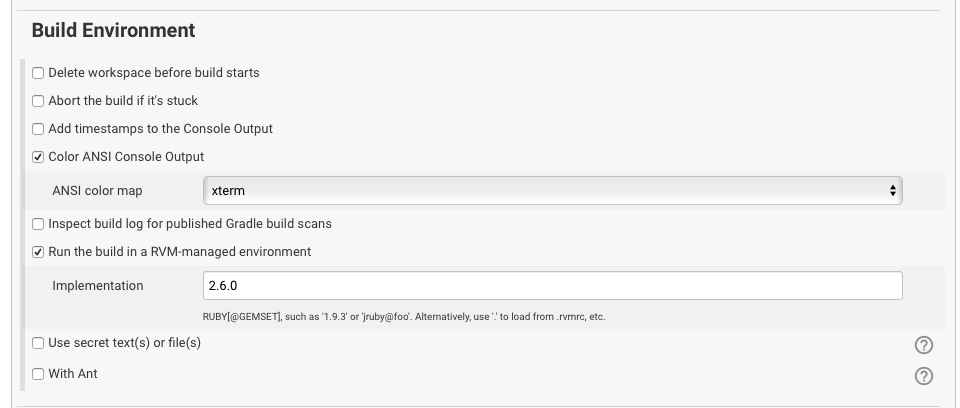 Build Environment
Delete workspace before build starts
Abort the build if it's stuck
Add timestamps to the Console Output
Color ANSI Console Output
ANSI color map xterm
Inspect build log for published Gradle build scans
Run the build in a RVM-managed environment
Implementation 2.6.0
RUBY[@GEMSET], such as '1.9.3' or 'jruby@foo'. Alternatively, use '.' to load from .rvmrc, etc.
Use secret text(s) or file(s) ?
With Ant ?